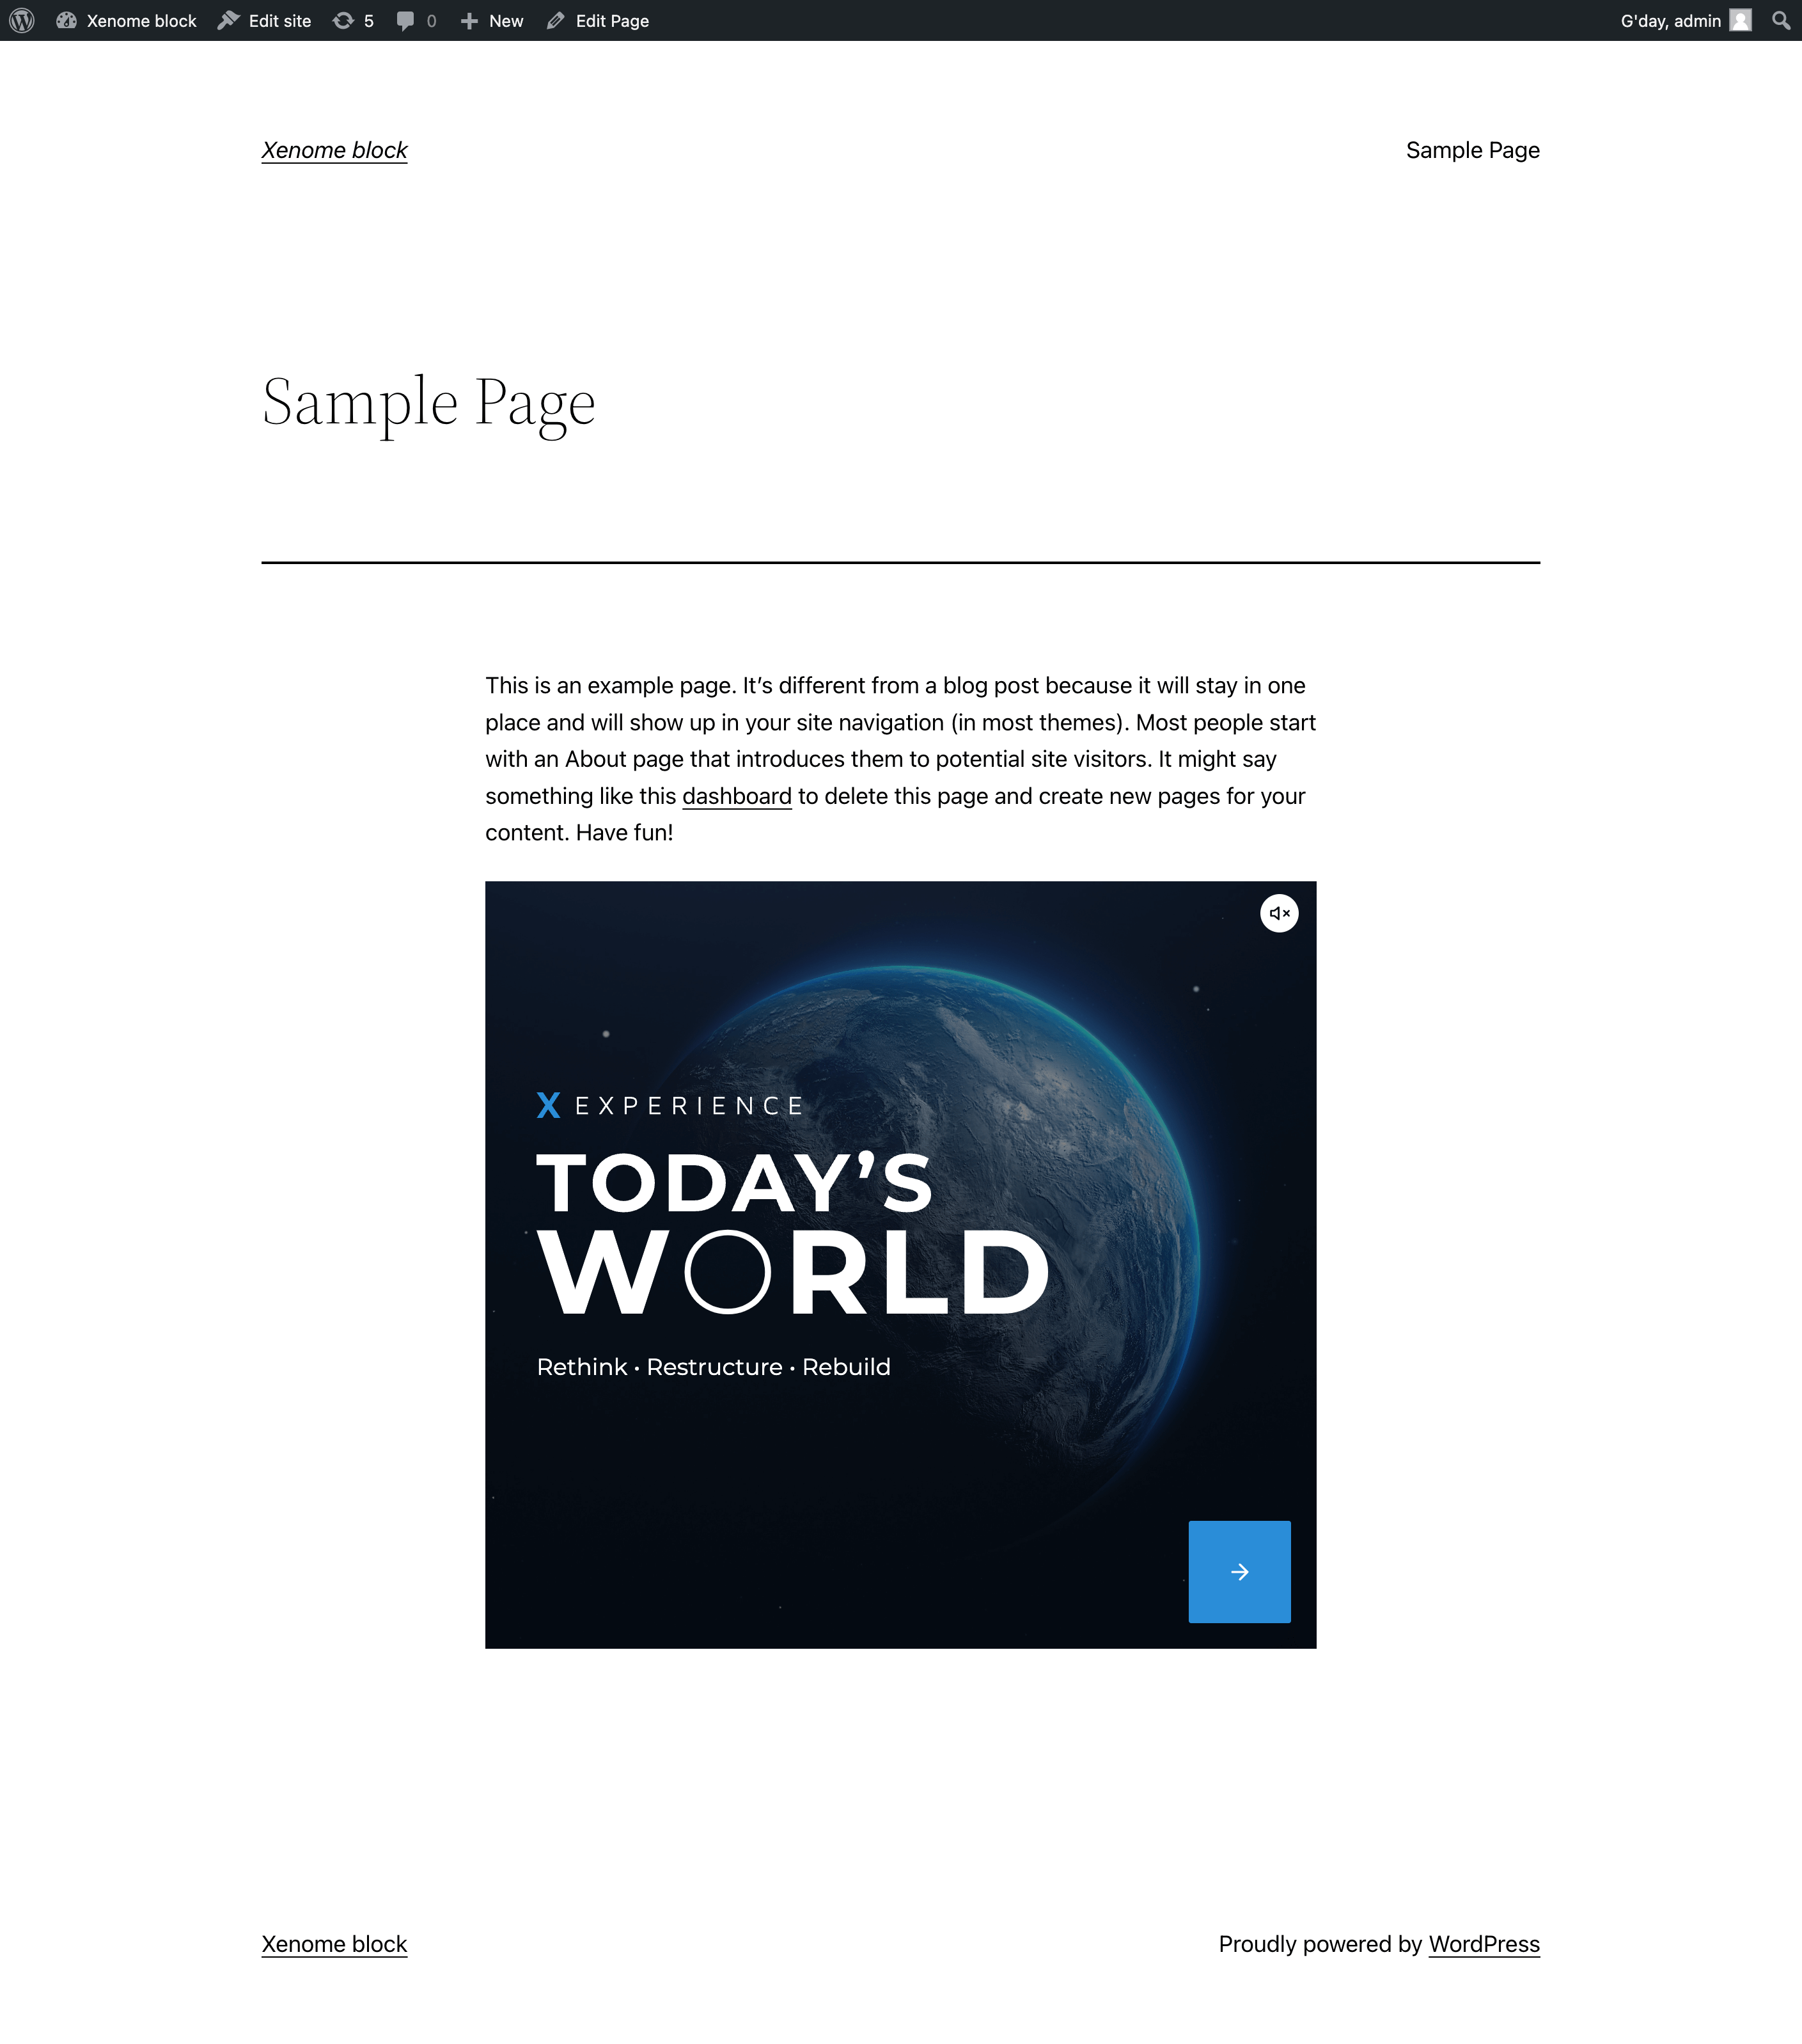 Xenome block Edit site 5 0 New Edit Page G'day, admin
Xenome block Sample Page
Sample Page
This is an example page. It’s different from a blog post because it will stay in one
place and will show up in your site navigation (in most themes). Most people start
with an About page that introduces them to potential site visitors. It might say
something like this dashboard to delete this page and create new pages for your
content. Have fun!
X EXPERIENCE
TODAY’S
WORLD
Rethink • Restructure • Rebuild
Xenome block Proudly powered by WordPress